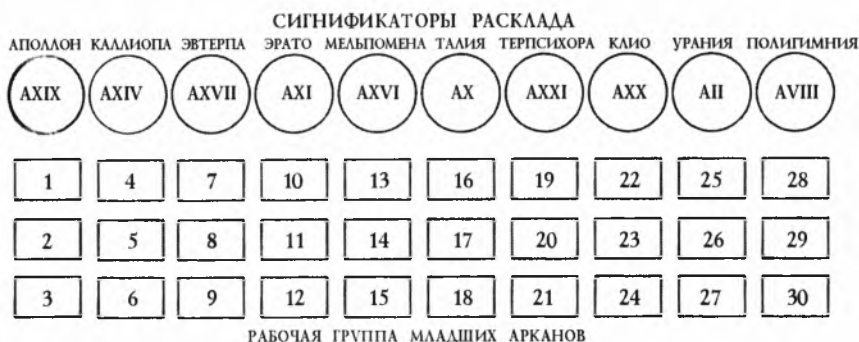 СИГНИФИКАТОРЫ РАСКЛАДА
АПОЛЛОН КАЛЛИОПА ЭВТЕРПА ЭРАТО МЕЛЬПОМЕНА ТАЛИЯ ТЕРПСИХОРА КЛИО УРАНИЯ ПОЛИГИМНИЯ
AXIX AXIV AXVII AXI AXVI AX AXXI AXX AII AVIII
1 4 7 10 13 16 19 22 25 28
2 5 8 11 14 17 20 23 26 29
3 6 9 12 15 18 21 24 27 30
РАБОЧАЯ ГРУППА МЛАДШИХ АРКАНОВ